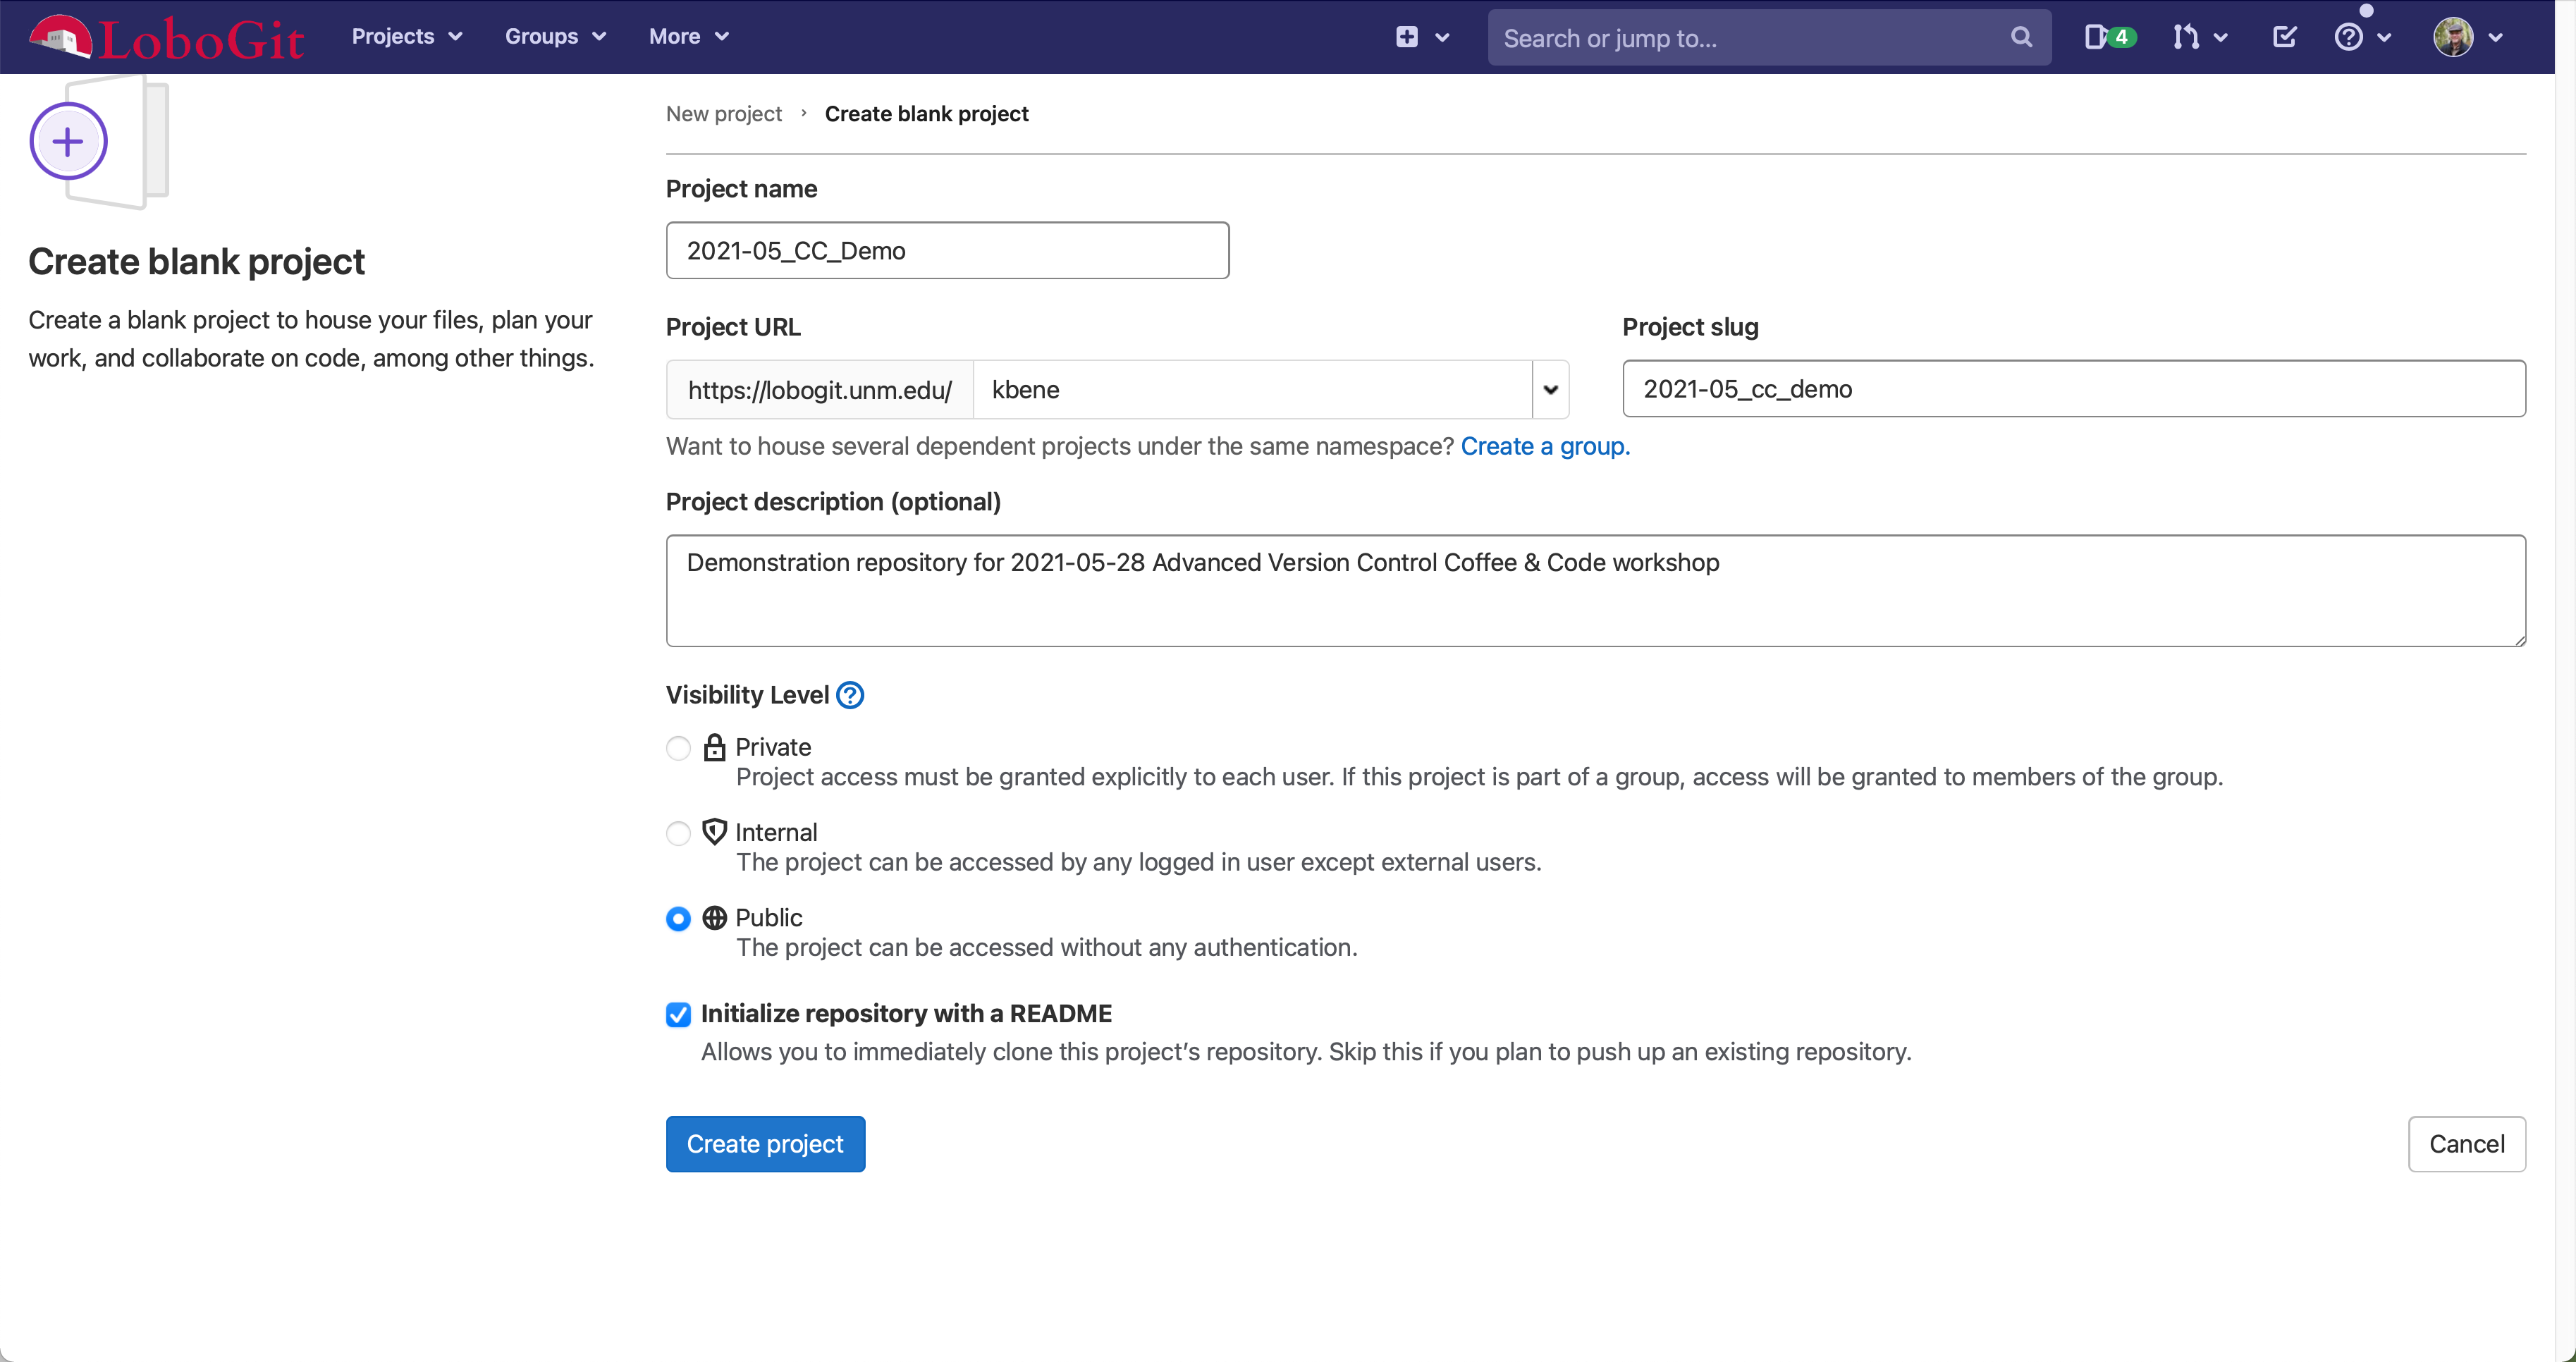 LoboGit Projects Groups More Search or jump to... 4
New project › Create blank project
Create blank project
Create a blank project to house your files, plan your
work, and collaborate on code, among other things.
Project name
2021-05_CC_Demo
Project URL Project slug
https://lobogit.unm.edu/ kbene 2021-05_cc_demo
Want to house several dependent projects under the same namespace? Create a group.
Project description (optional)
Demonstration repository for 2021-05-28 Advanced Version Control Coffee & Code workshop
Visibility Level
Private
Project access must be granted explicitly to each user. If this project is part of a group, access will be granted to members of the group.
Internal
The project can be accessed by any logged in user except external users.
Public
The project can be accessed without any authentication.
Initialize repository with a README
Allows you to immediately clone this project’s repository. Skip this if you plan to push up an existing repository.
Create project Cancel